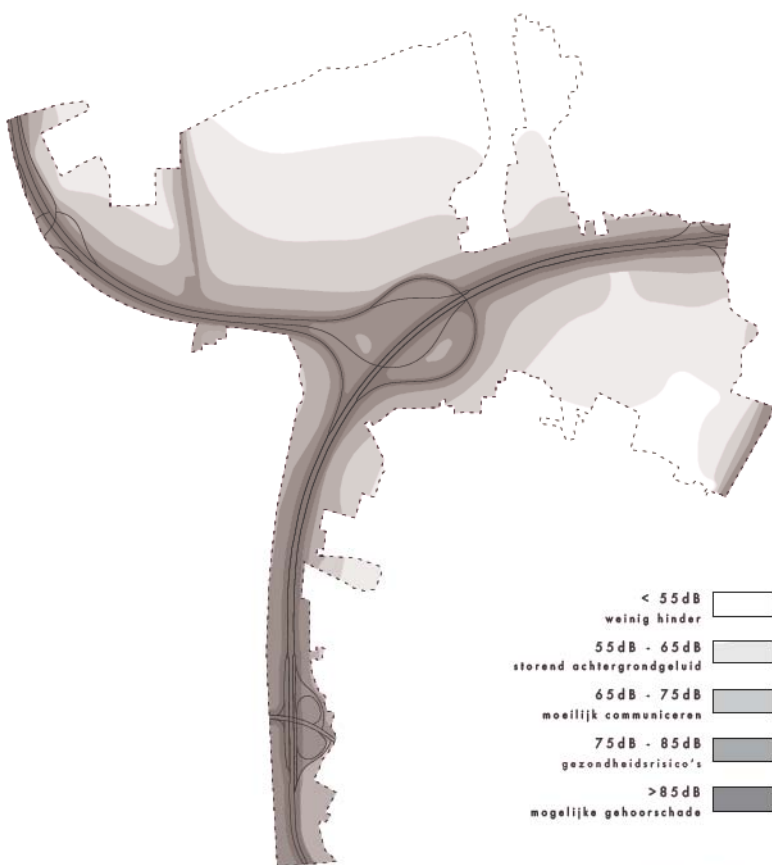 < 55dB
weinig hinder
55dB - 65dB
storend achtergrondgeluid
65dB - 75dB
moeilijk communiceren
75dB - 85dB
gezondheidsrisico's
>85dB
mogelijke gehoorschade